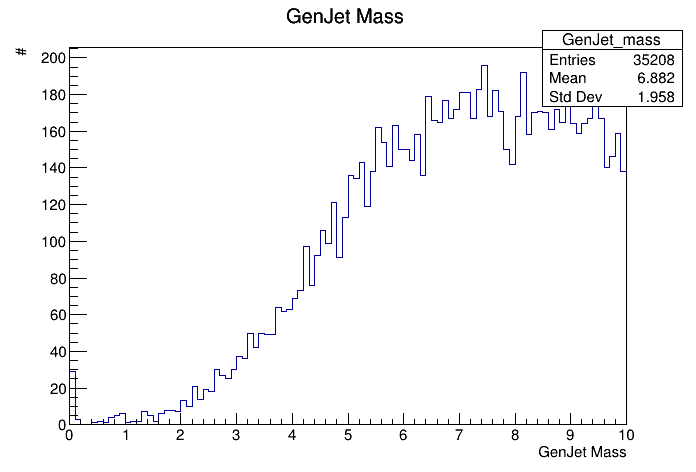 GenJet Mass
#
GenJet_mass
Entries 35208
Mean 6.882
Std Dev 1.958
200
180
160
140
120
100
80
60
40
20
0
0 1 2 3 4 5 6 7 8 9 10
GenJet Mass